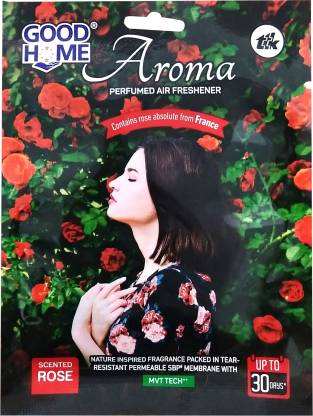 GOOD
HOME
Aroma
PERFUMED AIR FRESHENER
Contains rose absolute from France
SCENTED
ROSE
NATURE INSPIRED FRAGRANCE PACKED IN TEAR-
RESISTANT PERMEABLE SBP® MEMBRANE WITH
MVT TECH**
UP TO
30 DAYS*